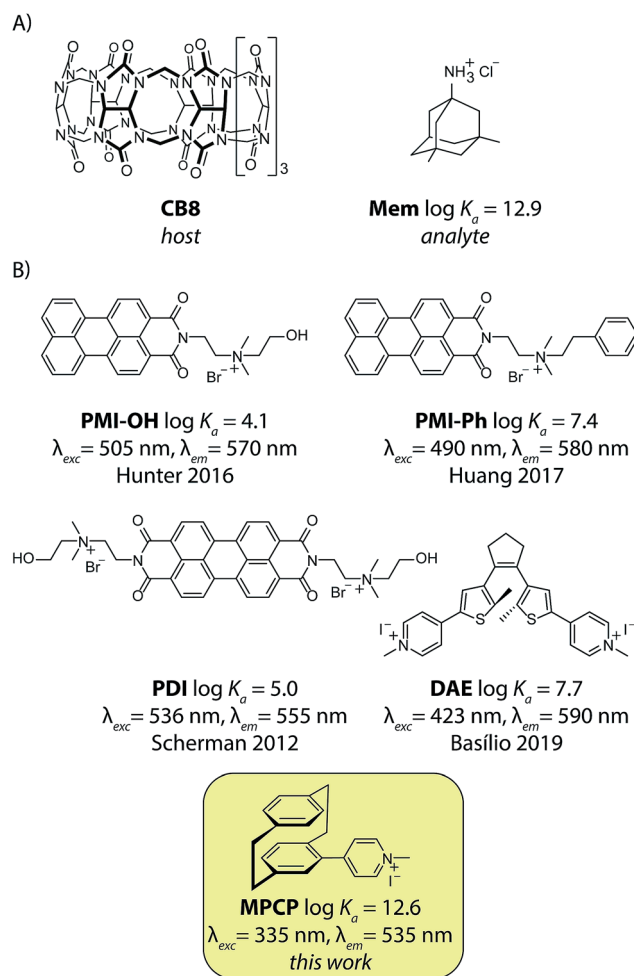 A)
CB8
host
Mem log Ka = 12.9
analyte
NH3+ Cl−
3
B)
PMI-OH log Ka = 4.1
λexc= 505 nm, λem= 570 nm
Hunter 2016
PMI-Ph log Ka = 7.4
λexc= 490 nm, λem= 580 nm
Huang 2017
PDI log Ka = 5.0
λexc= 536 nm, λem= 555 nm
Scherman 2012
DAE log Ka = 7.7
λexc= 423 nm, λem= 590 nm
Basílio 2019
MPCP log Ka = 12.6
λexc= 335 nm, λem= 535 nm
this work